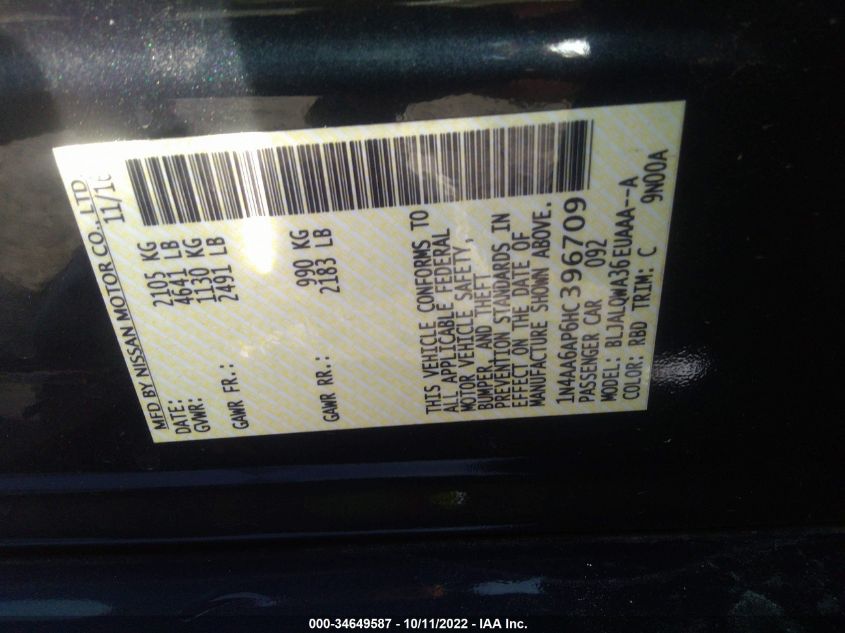 MFD BY NISSAN MOTOR CO., LTD.
DATE: 11/16
GVWR: 2105 KG
4641 LB
GAWR FR.: 1130 KG
2491 LB
GAWR RR.: 990 KG
2183 LB
THIS VEHICLE CONFORMS TO
ALL APPLICABLE FEDERAL
MOTOR VEHICLE SAFETY,
BUMPER, AND THEFT
PREVENTION STANDARDS IN
EFFECT ON THE DATE OF
MANUFACTURE SHOWN ABOVE.
1N4AA6AP6HC396709
PASSENGER CAR 092
MODEL: BLJALQWA36EUAAA--A
COLOR: RBD TRIM: C 9N00A
000-34649587 - 10/11/2022 - IAA Inc.